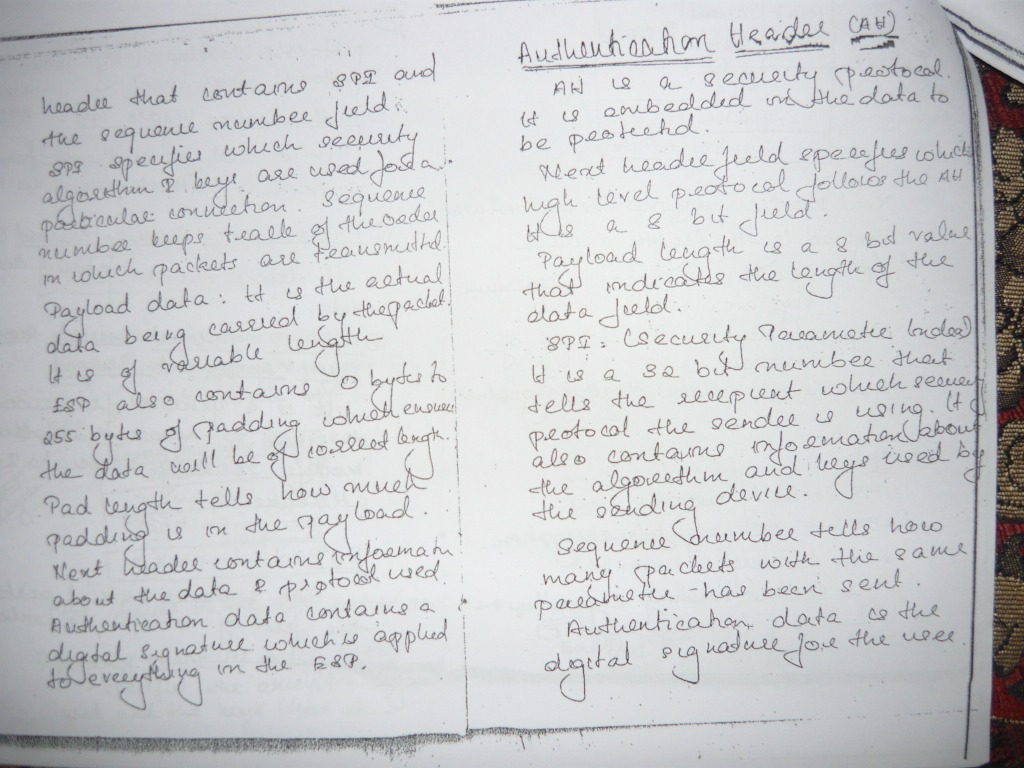 header that contains SPI and
the sequence number field.
SPI specifies which security
algorithm & keys are used for a
particular connection. Sequence
number keeps track of the order
in which packets are transmittd.
Payload data: It is the actual
data being carried by the packet.
It is of variable length
ESP also contains 0 bytes to
255 bytes of padding which ensures
the data will be of correct length.
Pad length tells how much
padding is in the payload.
Next header contains informatn
about the data & protocol used.
Authentication data contains a
digital signature which is applied
to everything in the ESP.
Authentication Header (AH)
AH is a security protocol.
It is embedded in the data to
be protectd.
Next header field specifies which
high level protocol follows the AH
It is a 8 bit field.
Payload length is a 8 bit value
that indicates the length of the
data field.
SPI: (Security Parameter Index)
It is a 32 bit number that
tells the recepient which security
protocol the sender is using. It
also contains information about
the algorithm and keys used by
the sending device.
Sequence number tells how
many packets with the same
parameter has been sent.
Authentication data is the
digital signature for the user.